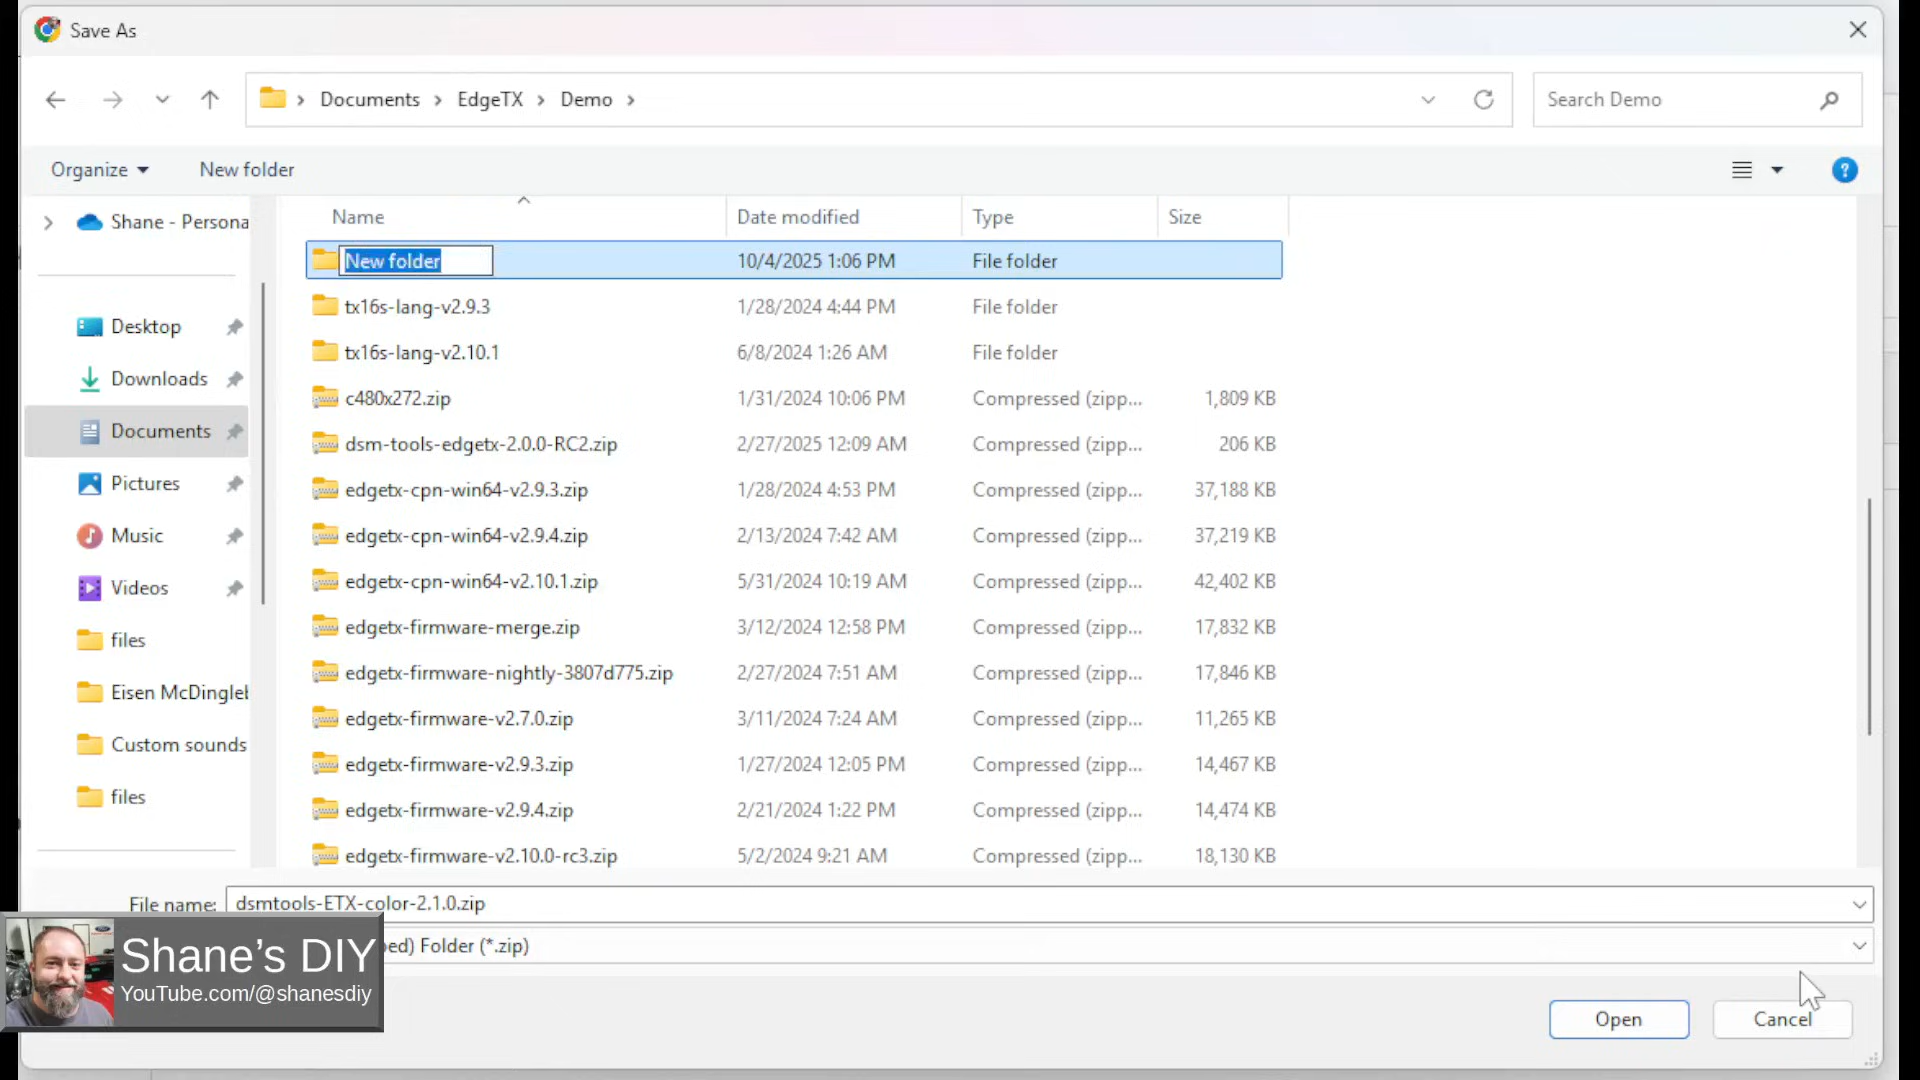 Save As
Documents > EdgeTX > Demo >
Search Demo
Organize
New folder
Shane - Persona
Desktop
Downloads
Documents
Pictures
Music
Videos
files
Eisen McDingleb
Custom sounds
files
Name Date modified Type Size
New folder 10/4/2025 1:06 PM File folder
tx16s-lang-v2.9.3 1/28/2024 4:44 PM File folder
tx16s-lang-v2.10.1 6/8/2024 1:26 AM File folder
c480x272.zip 1/31/2024 10:06 PM Compressed (zipp... 1,809 KB
dsm-tools-edgetx-2.0.0-RC2.zip 2/27/2025 12:09 AM Compressed (zipp... 206 KB
edgetx-cpn-win64-v2.9.3.zip 1/28/2024 4:53 PM Compressed (zipp... 37,188 KB
edgetx-cpn-win64-v2.9.4.zip 2/13/2024 7:42 AM Compressed (zipp... 37,219 KB
edgetx-cpn-win64-v2.10.1.zip 5/31/2024 10:19 AM Compressed (zipp... 42,402 KB
edgetx-firmware-merge.zip 3/12/2024 12:58 PM Compressed (zipp... 17,832 KB
edgetx-firmware-nightly-3807d775.zip 2/27/2024 7:51 AM Compressed (zipp... 17,846 KB
edgetx-firmware-v2.7.0.zip 3/11/2024 7:24 AM Compressed (zipp... 11,265 KB
edgetx-firmware-v2.9.3.zip 1/27/2024 12:05 PM Compressed (zipp... 14,467 KB
edgetx-firmware-v2.9.4.zip 2/21/2024 1:22 PM Compressed (zipp... 14,474 KB
edgetx-firmware-v2.10.0-rc3.zip 5/2/2024 9:21 AM Compressed (zipp... 18,130 KB
File name: dsmtools-ETX-color-2.1.0.zip
ped) Folder (*.zip)
Shane's DIY
YouTube.com/@shanesdiy
Open
Cancel